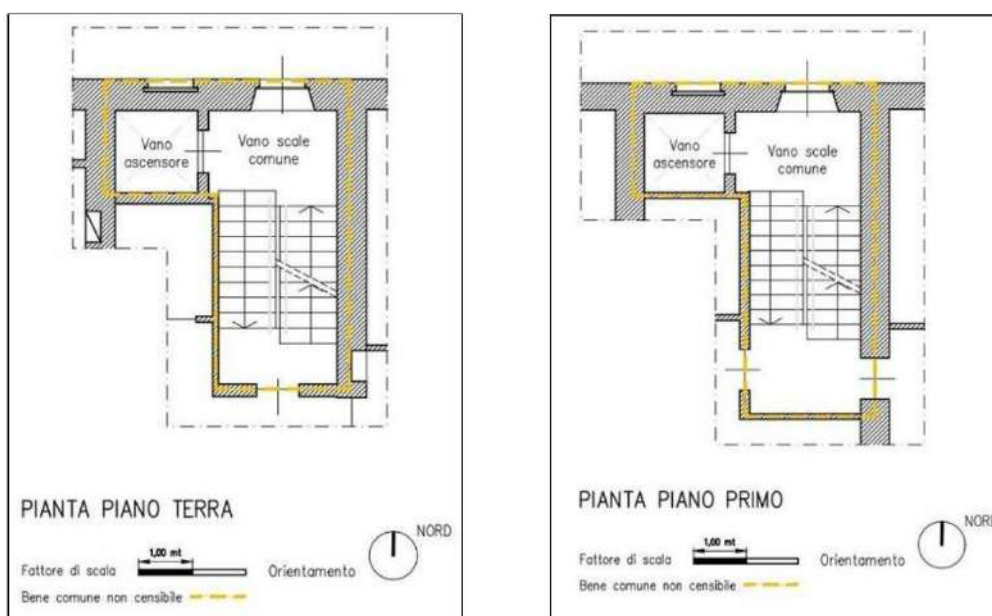 Vano
ascensore
Vano scale
comune
PIANTA PIANO TERRA
NORD
1,00 mt
Fattore di scala
Orientamento
Bene comune non censibile
Vano
ascensore
Vano scale
comune
PIANTA PIANO PRIMO
NORD
1,00 mt
Fattore di scala
Orientamento
Bene comune non censibile